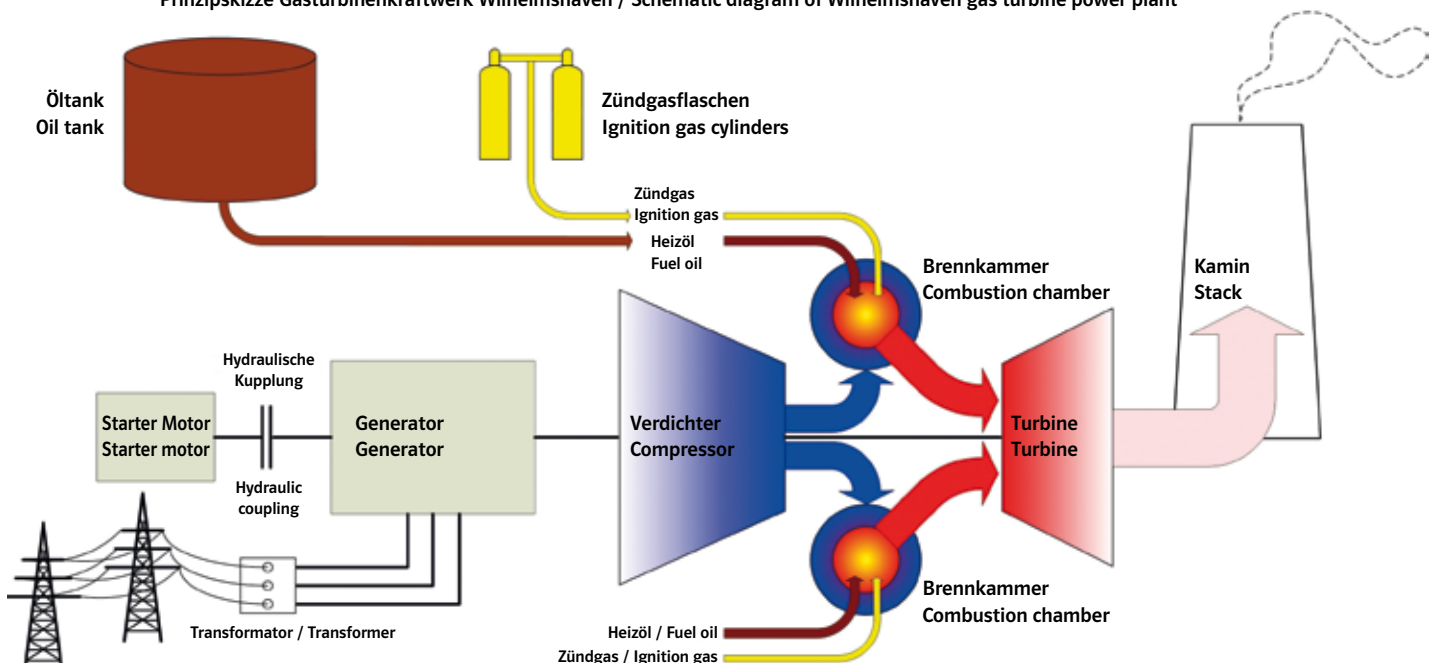 Prinzipskizze Gasturbinenkraftwerk Wilhelmshaven / Schematic diagram of Wilhelmshaven gas turbine power plant
Öltank
Oil tank
Zündgasflaschen
Ignition gas cylinders
Zündgas
Ignition gas
Heizöl
Fuel oil
Brennkammer
Combustion chamber
Kamin
Stack
Hydraulische
Kupplung
Starter Motor
Starter motor
Generator
Generator
Verdichter
Compressor
Turbine
Turbine
Hydraulic
coupling
Transformator / Transformer
Brennkammer
Combustion chamber
Heizöl / Fuel oil
Zündgas / Ignition gas